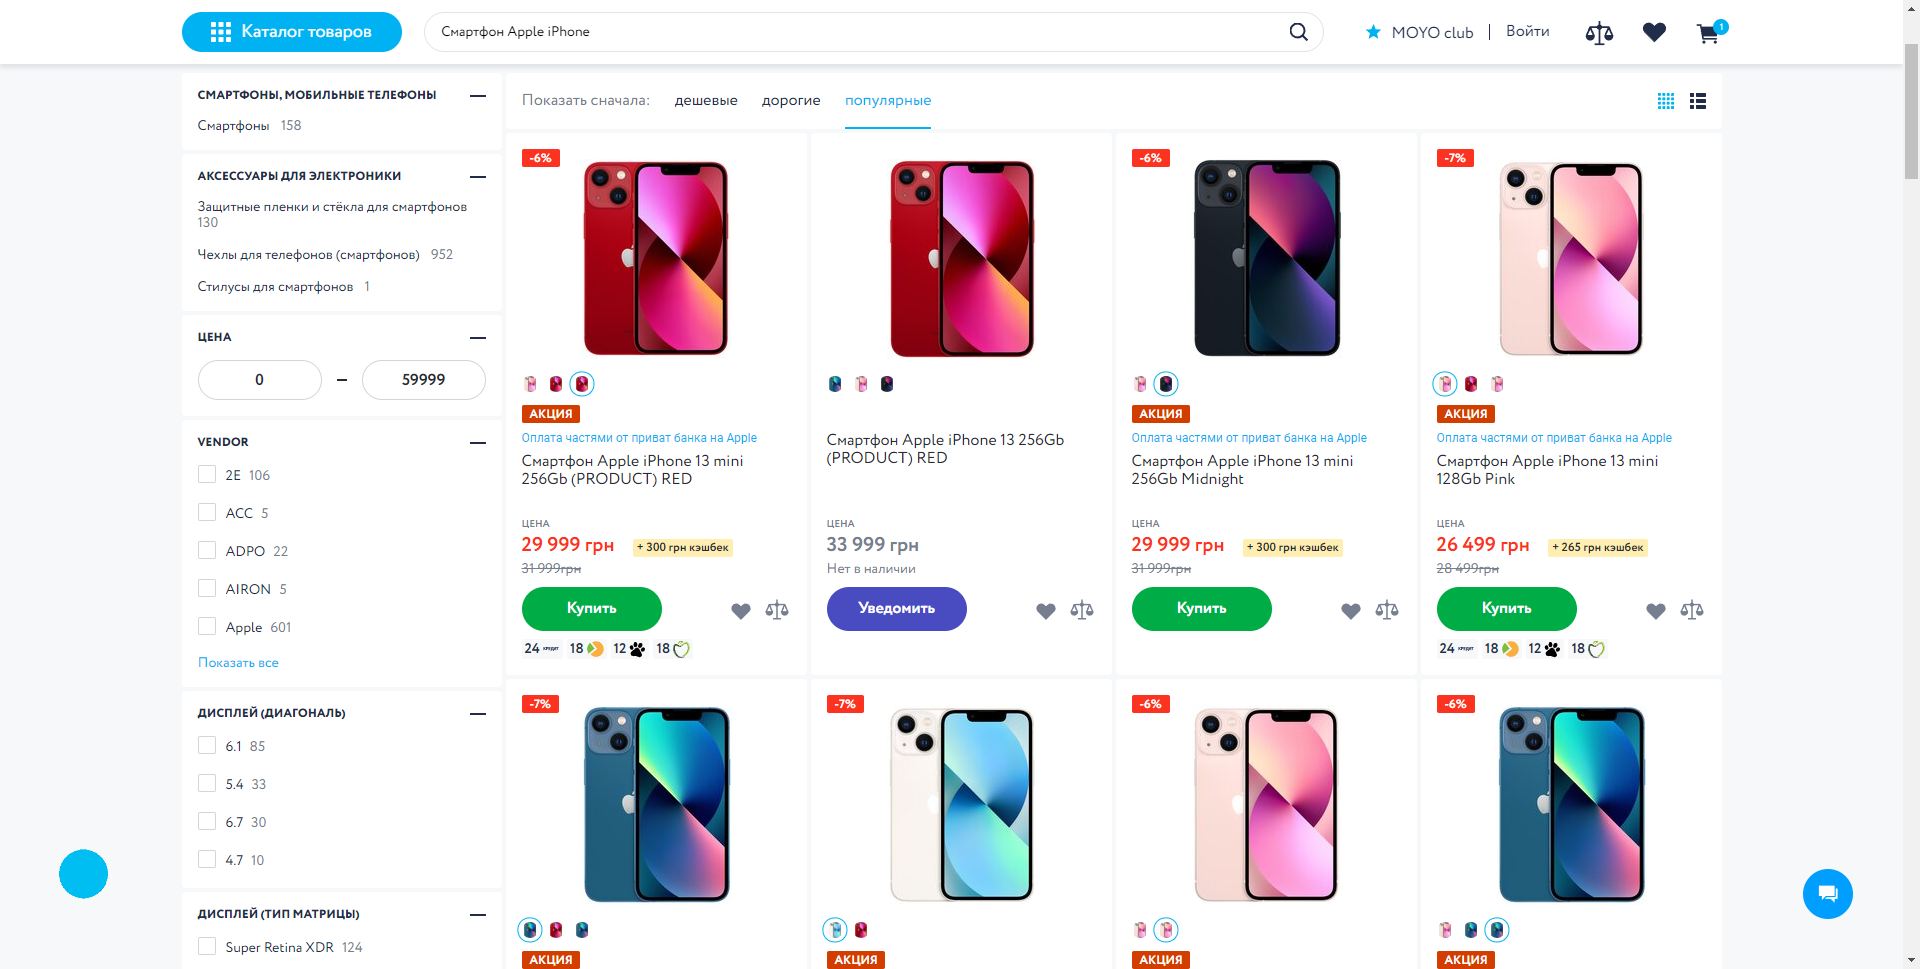 Каталог товаров
Смартфон Apple iPhone
MOYO club
Войти
1
СМАРТФОНЫ, МОБИЛЬНЫЕ ТЕЛЕФОНЫ
Смартфоны 158
АКСЕССУАРЫ ДЛЯ ЭЛЕКТРОНИКИ
Защитные пленки и стёкла для смартфонов
130
Чехлы для телефонов (смартфонов) 952
Стилусы для смартфонов 1
ЦЕНА
0 – 59999
VENDOR
2E 106
ACC 5
ADPO 22
AIRON 5
Apple 601
Показать все
ДИСПЛЕЙ (ДИАГОНАЛЬ)
6.1 85
5.4 33
6.7 30
4.7 10
ДИСПЛЕЙ (ТИП МАТРИЦЫ)
Super Retina XDR 124
Показать сначала: дешевые дорогие популярные
-6%
АКЦИЯ
Оплата частями от приват банка на Apple
Смартфон Apple iPhone 13 mini
256Gb (PRODUCT) RED
ЦЕНА
29 999 грн + 300 грн кэшбек
31 999грн
Купить
24 кредит 18 12 18
Смартфон Apple iPhone 13 256Gb
(PRODUCT) RED
ЦЕНА
33 999 грн
Нет в наличии
Уведомить
-6%
АКЦИЯ
Оплата частями от приват банка на Apple
Смартфон Apple iPhone 13 mini
256Gb Midnight
ЦЕНА
29 999 грн + 300 грн кэшбек
31 999грн
Купить
-7%
АКЦИЯ
Оплата частями от приват банка на Apple
Смартфон Apple iPhone 13 mini
128Gb Pink
ЦЕНА
26 499 грн + 265 грн кэшбек
28 499грн
Купить
24 кредит 18 12 18
-7%
АКЦИЯ
-7%
АКЦИЯ
-6%
АКЦИЯ
-6%
АКЦИЯ